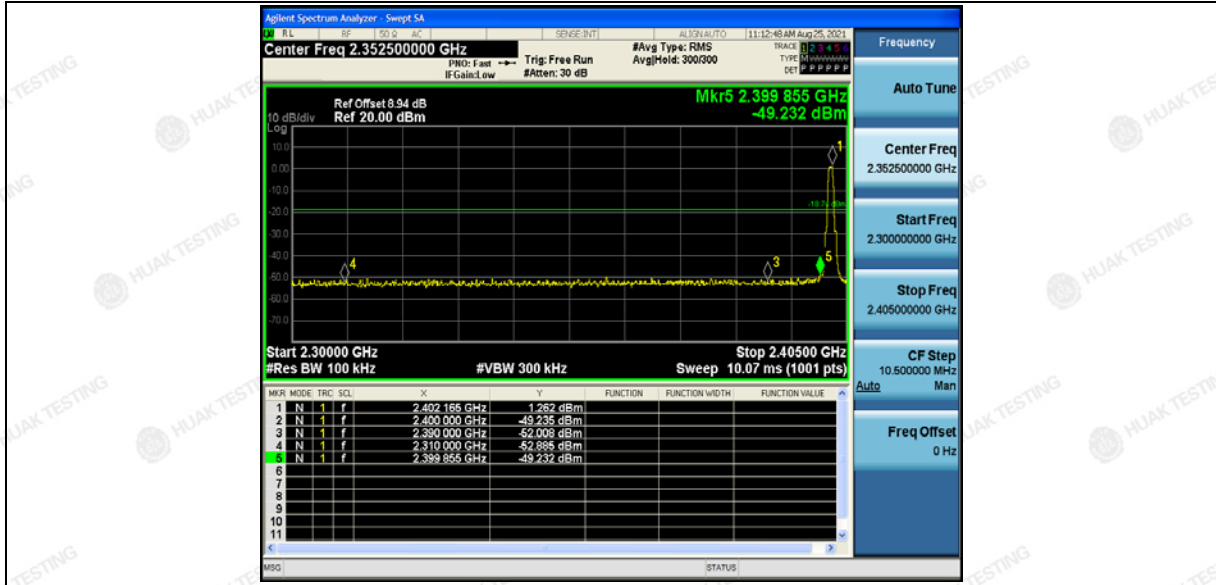 Agilent Spectrum Analyzer - Swept SA
RL RF 50 Ω AC SENSE:INT ALIGN AUTO 11:12:48 AM Aug 25, 2021
Center Freq 2.352500000 GHz
PNO: Fast
IFGain:Low
Trig: Free Run
#Atten: 30 dB
#Avg Type: RMS
Avg|Hold: 300/300
TRACE 1 2 3 4 5 6
TYPE M
DET P P P P P P
Mkr5 2.399 855 GHz
-49.232 dBm
Ref Offset 8.94 dB
10 dB/div Ref 20.00 dBm
Log
10.0
0.00
-10.0
-20.0
-30.0
-40.0
-50.0
-60.0
-70.0
1
4
3
5
Start 2.30000 GHz Stop 2.40500 GHz
#Res BW 100 kHz #VBW 300 kHz Sweep 10.07 ms (1001 pts)
MKR MODE TRC SCL X Y FUNCTION FUNCTION WIDTH FUNCTION VALUE
1 N 1 f 2.402 165 GHz 1.262 dBm
2 N 1 f 2.400 000 GHz -49.235 dBm
3 N 1 f 2.390 000 GHz -52.008 dBm
4 N 1 f 2.310 000 GHz -52.885 dBm
5 N 1 f 2.399 855 GHz -49.232 dBm
6
7
8
9
10
11
MSG STATUS
Frequency
Auto Tune
Center Freq
2.352500000 GHz
Start Freq
2.300000000 GHz
Stop Freq
2.405000000 GHz
CF Step
10.500000 MHz
Auto Man
Freq Offset
0 Hz
HUAK TESTING